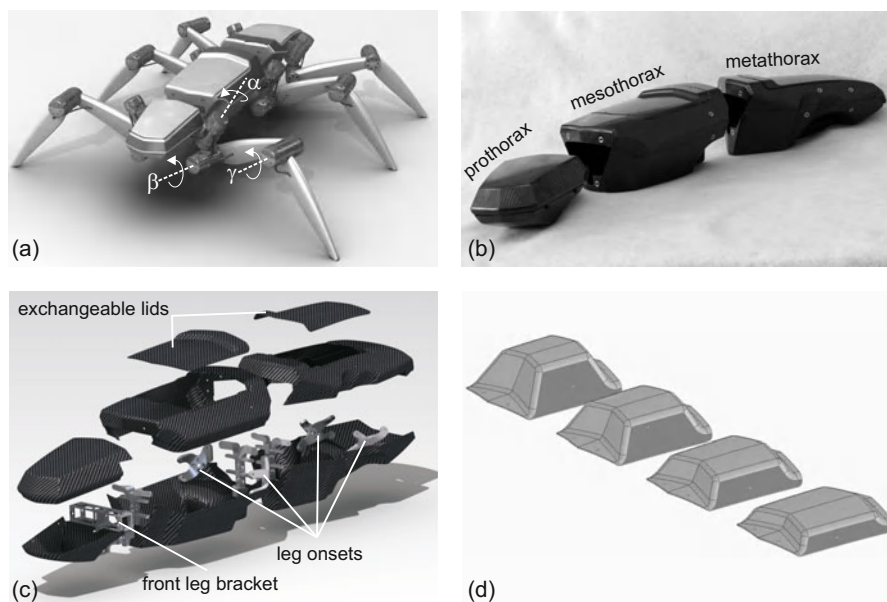 α
β
γ
(a)
prothorax
mesothorax
metathorax
(b)
exchangeable lids
leg onsets
front leg bracket
(c)
(d)